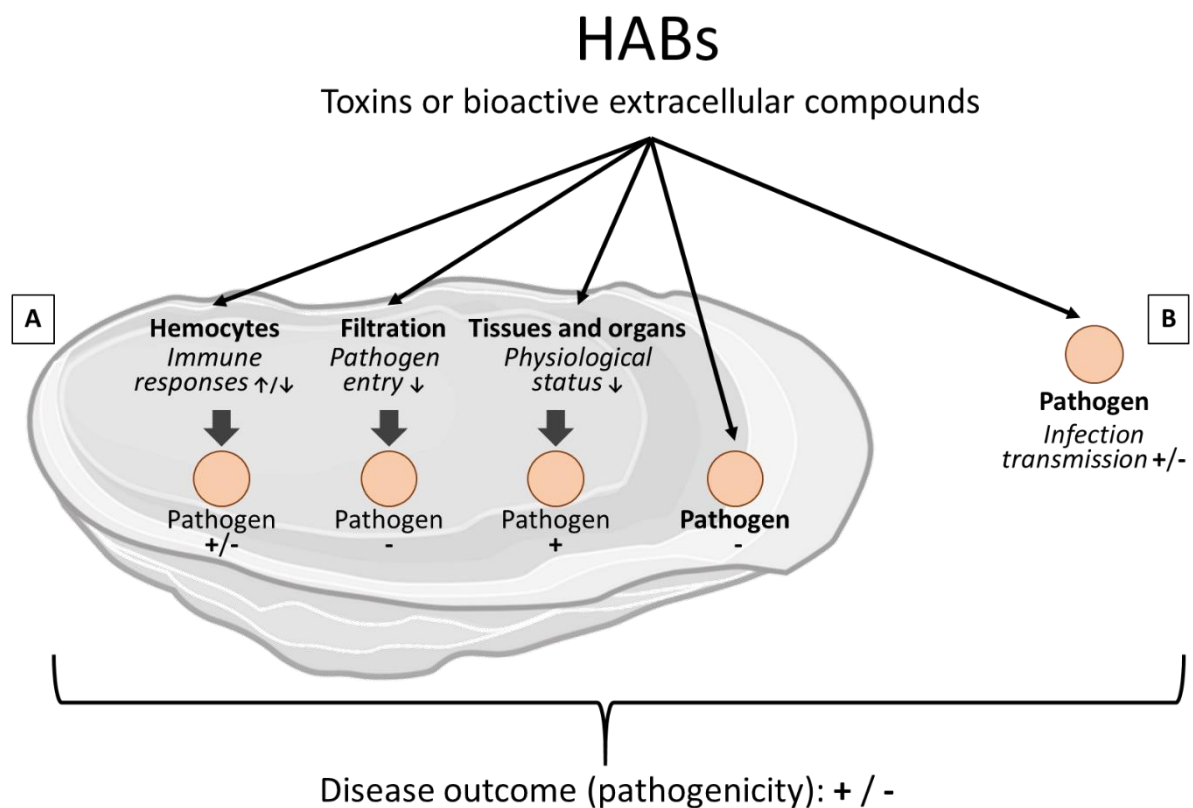 HABs
Toxins or bioactive extracellular compounds
A
Hemocytes
Immune
responses ↑/↓
Pathogen
+/-
Filtration
Pathogen
entry ↓
Pathogen
-
Tissues and organs
Physiological
status ↓
Pathogen
+
Pathogen
-
B
Pathogen
Infection
transmission +/-
Disease outcome (pathogenicity): + / -